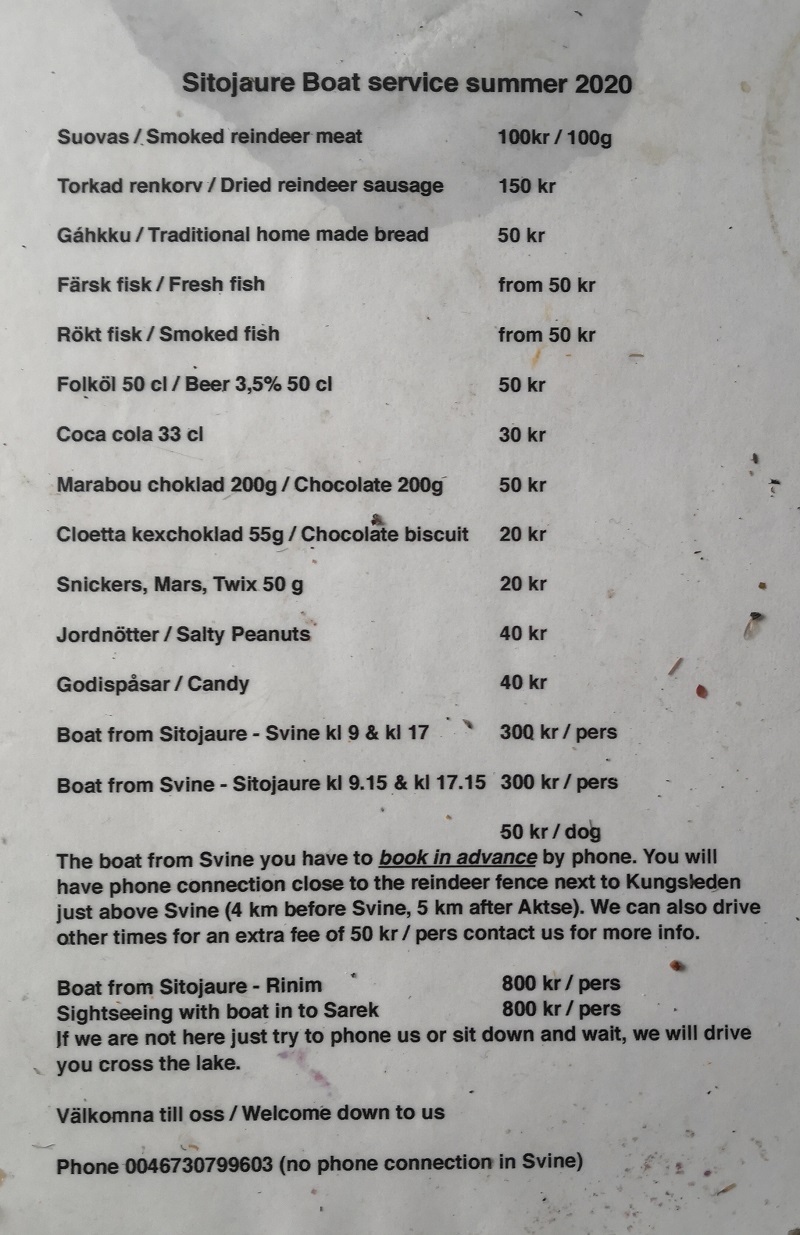 Sitojaure Boat service summer 2020
Suovas / Smoked reindeer meat 100kr / 100g
Torkad renkorv / Dried reindeer sausage 150 kr
Gáhkku / Traditional home made bread 50 kr
Färsk fisk / Fresh fish from 50 kr
Rökt fisk / Smoked fish from 50 kr
Folköl 50 cl / Beer 3,5% 50 cl 50 kr
Coca cola 33 cl 30 kr
Marabou choklad 200g / Chocolate 200g 50 kr
Cloetta kexchoklad 55g / Chocolate biscuit 20 kr
Snickers, Mars, Twix 50 g 20 kr
Jordnötter / Salty Peanuts 40 kr
Godispåsar / Candy 40 kr
Boat from Sitojaure - Svine kl 9 & kl 17 300 kr / pers
Boat from Svine - Sitojaure kl 9.15 & kl 17.15 300 kr / pers
50 kr / dog
The boat from Svine you have to book in advance by phone. You will
have phone connection close to the reindeer fence next to Kungsleden
just above Svine (4 km before Svine, 5 km after Aktse). We can also drive
other times for an extra fee of 50 kr / pers contact us for more info.
Boat from Sitojaure - Rinim 800 kr / pers
Sightseeing with boat in to Sarek 800 kr / pers
If we are not here just try to phone us or sit down and wait, we will drive
you cross the lake.
Välkomna till oss / Welcome down to us
Phone 0046730799603 (no phone connection in Svine)